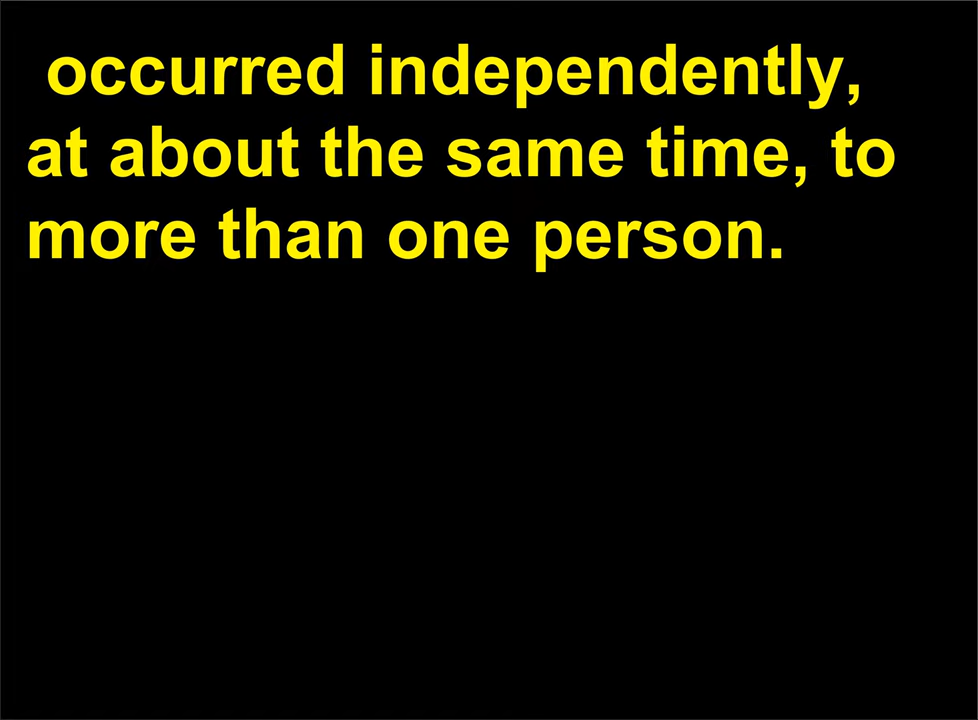 occurred independently,
at about the same time, to
more than one person.